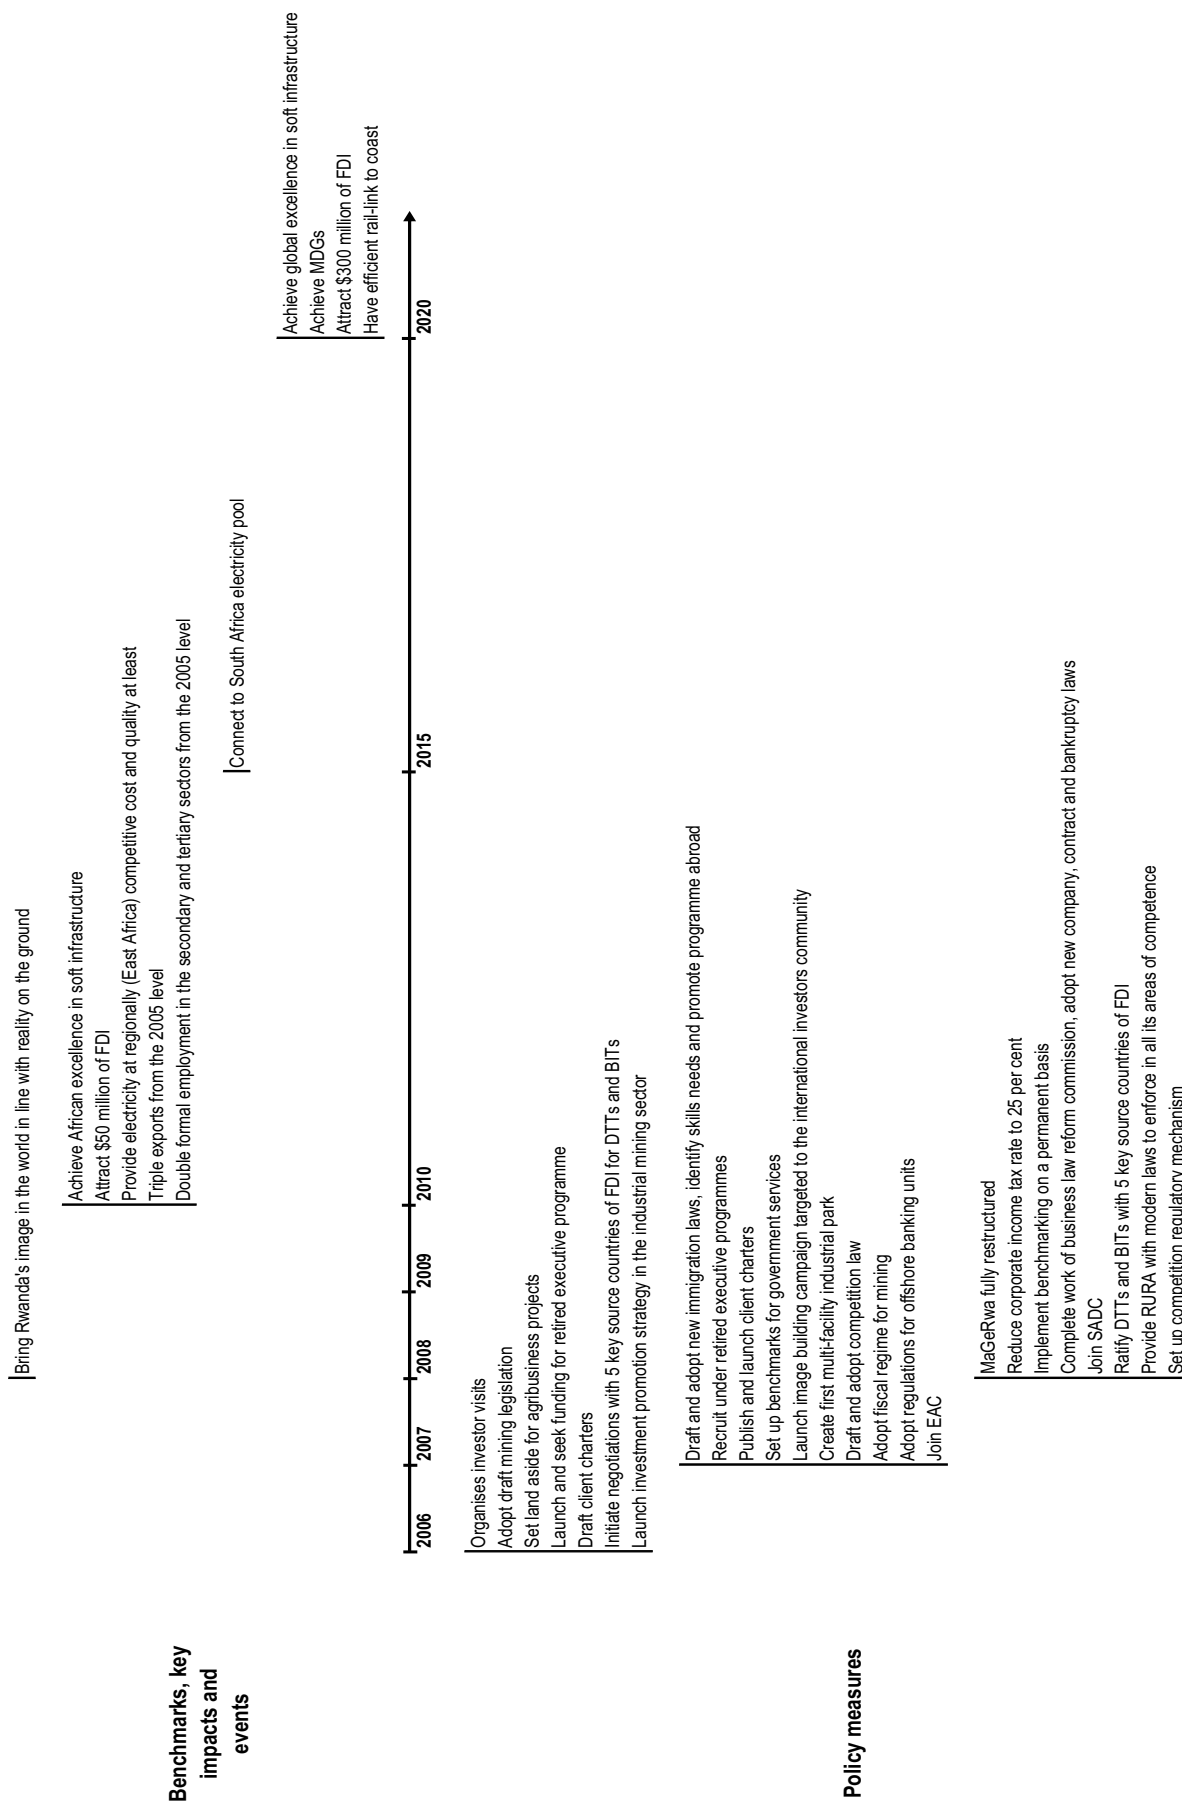 Benchmarks, key
impacts and
events
Bring Rwanda's image in the world in line with reality on the ground
Achieve African excellence in soft infrastructure
Attract $50 million of FDI
Provide electricity at regionally (East Africa) competitive cost and quality at least
Triple exports from the 2005 level
Double formal employment in the secondary and tertiary sectors from the 2005 level
Connect to South Africa electricity pool
Achieve global excellence in soft infrastructure
Achieve MDGs
Attract $300 million of FDI
Have efficient rail-link to coast
2006
2007
2008
2009
2010
2015
2020
Policy measures
Organises investor visits
Adopt draft mining legislation
Set land aside for agribusiness projects
Launch and seek funding for retired executive programme
Draft client charters
Initiate negotiations with 5 key source countries of FDI for DTTs and BITs
Launch investment promotion strategy in the industrial mining sector
Draft and adopt new immigration laws, identify skills needs and promote programme abroad
Recruit under retired executive programmes
Publish and launch client charters
Set up benchmarks for government services
Launch image building campaign targeted to the international investors community
Create first multi-facility industrial park
Draft and adopt competition law
Adopt fiscal regime for mining
Adopt regulations for offshore banking units
Join EAC
MaGeRwa fully restructured
Reduce corporate income tax rate to 25 per cent
Implement benchmarking on a permanent basis
Complete work of business law reform commission, adopt new company, contract and bankruptcy laws
Join SADC
Ratify DTTs and BITs with 5 key source countries of FDI
Provide RURA with modern laws to enforce in all its areas of competence
Set up competition regulatory mechanism